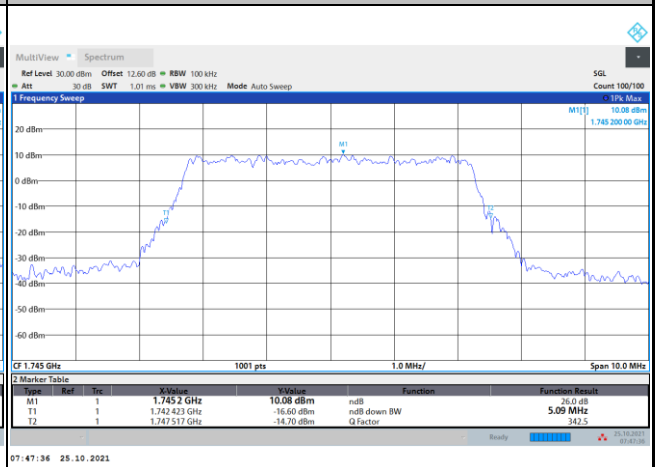 MultiView Spectrum
Ref Level 30.00 dBm Offset 12.60 dB RBW 100 kHz SGL
Att 30 dB SWT 1.01 ms VBW 300 kHz Mode Auto Sweep Count 100/100
1 Frequency Sweep 1Pk Max
M1[1] 10.08 dBm
1.745 200 00 GHz
20 dBm
M1
10 dBm
0 dBm
-10 dBm
T1 T2
-20 dBm
-30 dBm
-40 dBm
-50 dBm
-60 dBm
CF 1.745 GHz 1001 pts 1.0 MHz/ Span 10.0 MHz
2 Marker Table
Type Ref Trc X-Value Y-Value Function Function Result
M1 1 1.745 2 GHz 10.08 dBm ndB 26.0 dB
T1 1 1.742 423 GHz -16.60 dBm ndB down BW 5.09 MHz
T2 1 1.747 517 GHz -14.70 dBm Q Factor 342.5
Ready 25.10.2021
07:47:36
07:47:36 25.10.2021